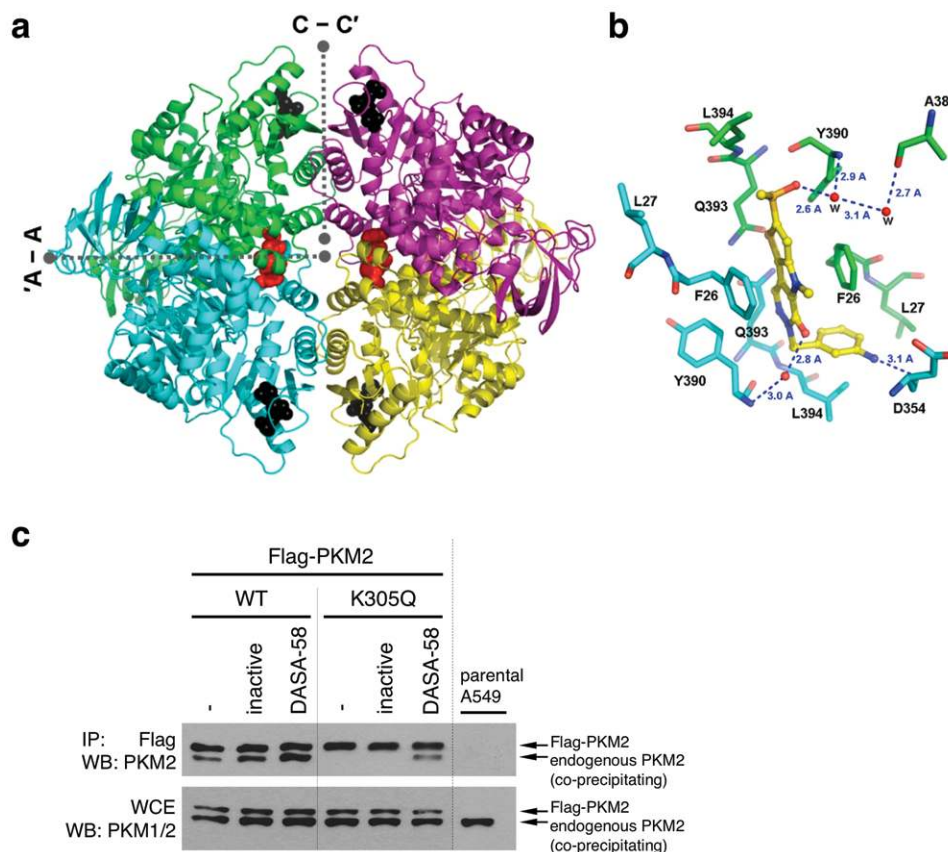 a
C – C'
'A – A
b
L394
Y390
A38
2.9 A
2.7 A
Q393
2.6 A
W
3.1 A
W
L27
F26
F26
L27
Q393
2.8 A
3.1 A
Y390
3.0 A
L394
D354
c
Flag-PKM2
WT
K305Q
-
inactive
DASA-58
-
inactive
DASA-58
parental
A549
IP: Flag
WB: PKM2
Flag-PKM2
endogenous PKM2
(co-precipitating)
WCE
WB: PKM1/2
Flag-PKM2
endogenous PKM2
(co-precipitating)